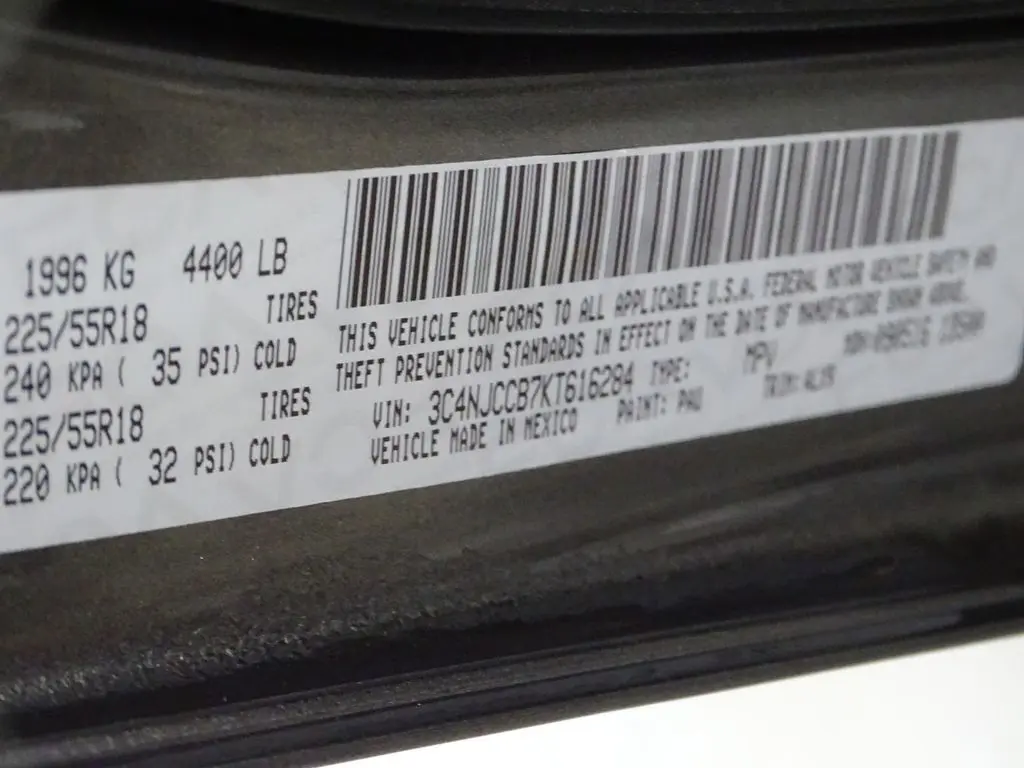 1996 KG 4400 LB
225/55R18 TIRES
240 KPA ( 35 PSI) COLD
225/55R18 TIRES
220 KPA ( 32 PSI) COLD
THIS VEHICLE CONFORMS TO ALL APPLICABLE U.S.A. FEDERAL MOTOR VEHICLE SAFETY AND
THEFT PREVENTION STANDARDS IN EFFECT ON THE DATE OF MANUFACTURE SHOWN ABOVE.
VIN: 3C4NJCCB7KT616284 TYPE: MPV
VEHICLE MADE IN MEXICO PAINT: PAU TRIM: